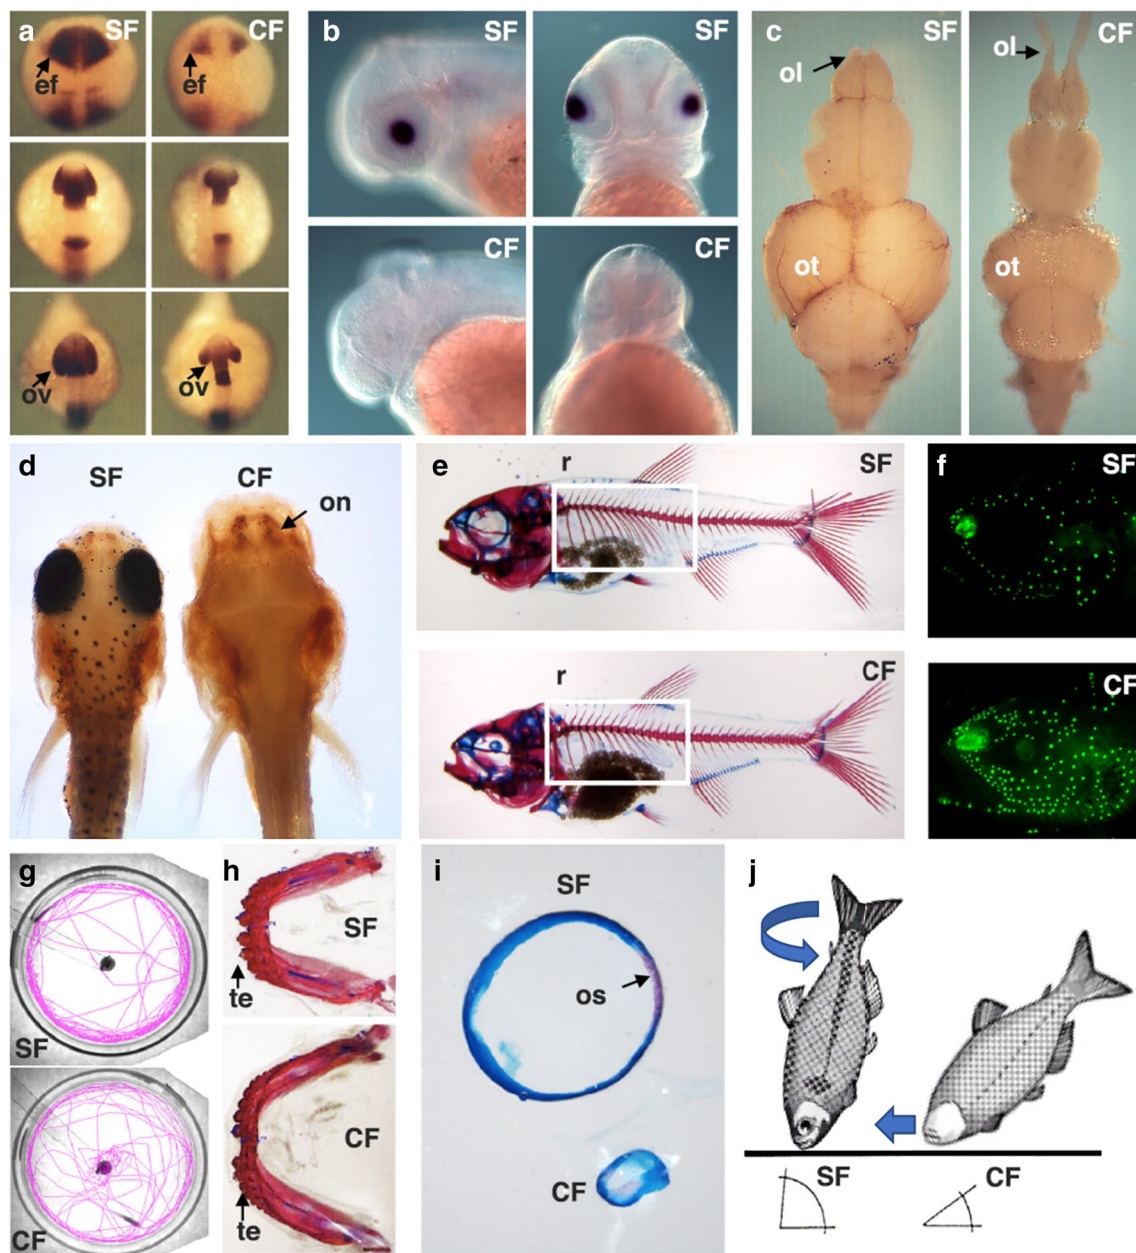 a SF CF
ef ef
ov ov
b SF SF
CF CF
c SF CF
ol ol
ot ot
d SF CF
on
e r SF
r CF
f SF
CF
g
SF
CF
h
SF
te
CF
te
i
SF
os
CF
j
SF CF